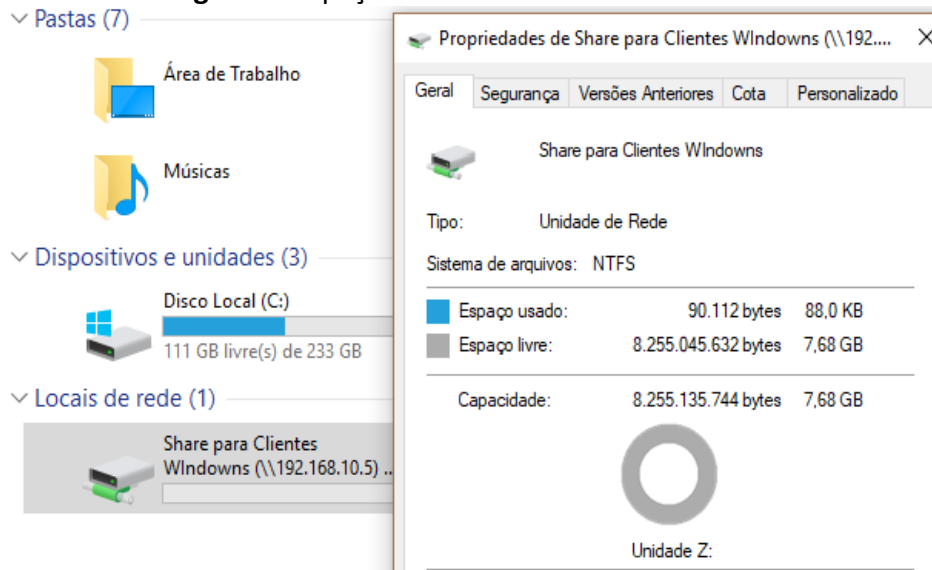 Pastas (7)
Área de Trabalho
Músicas
Dispositivos e unidades (3)
Disco Local (C:)
111 GB livre(s) de 233 GB
Locais de rede (1)
Share para Clientes
WIndowns (\\192.168.10.5) ..
Propriedades de Share para Clientes WIndowns (\\192....
Geral Segurança Versões Anteriores Cota Personalizado
Share para Clientes WIndowns
Tipo: Unidade de Rede
Sistema de arquivos: NTFS
Espaço usado: 90.112 bytes 88,0 KB
Espaço livre: 8.255.045.632 bytes 7,68 GB
Capacidade: 8.255.135.744 bytes 7,68 GB
Unidade Z: